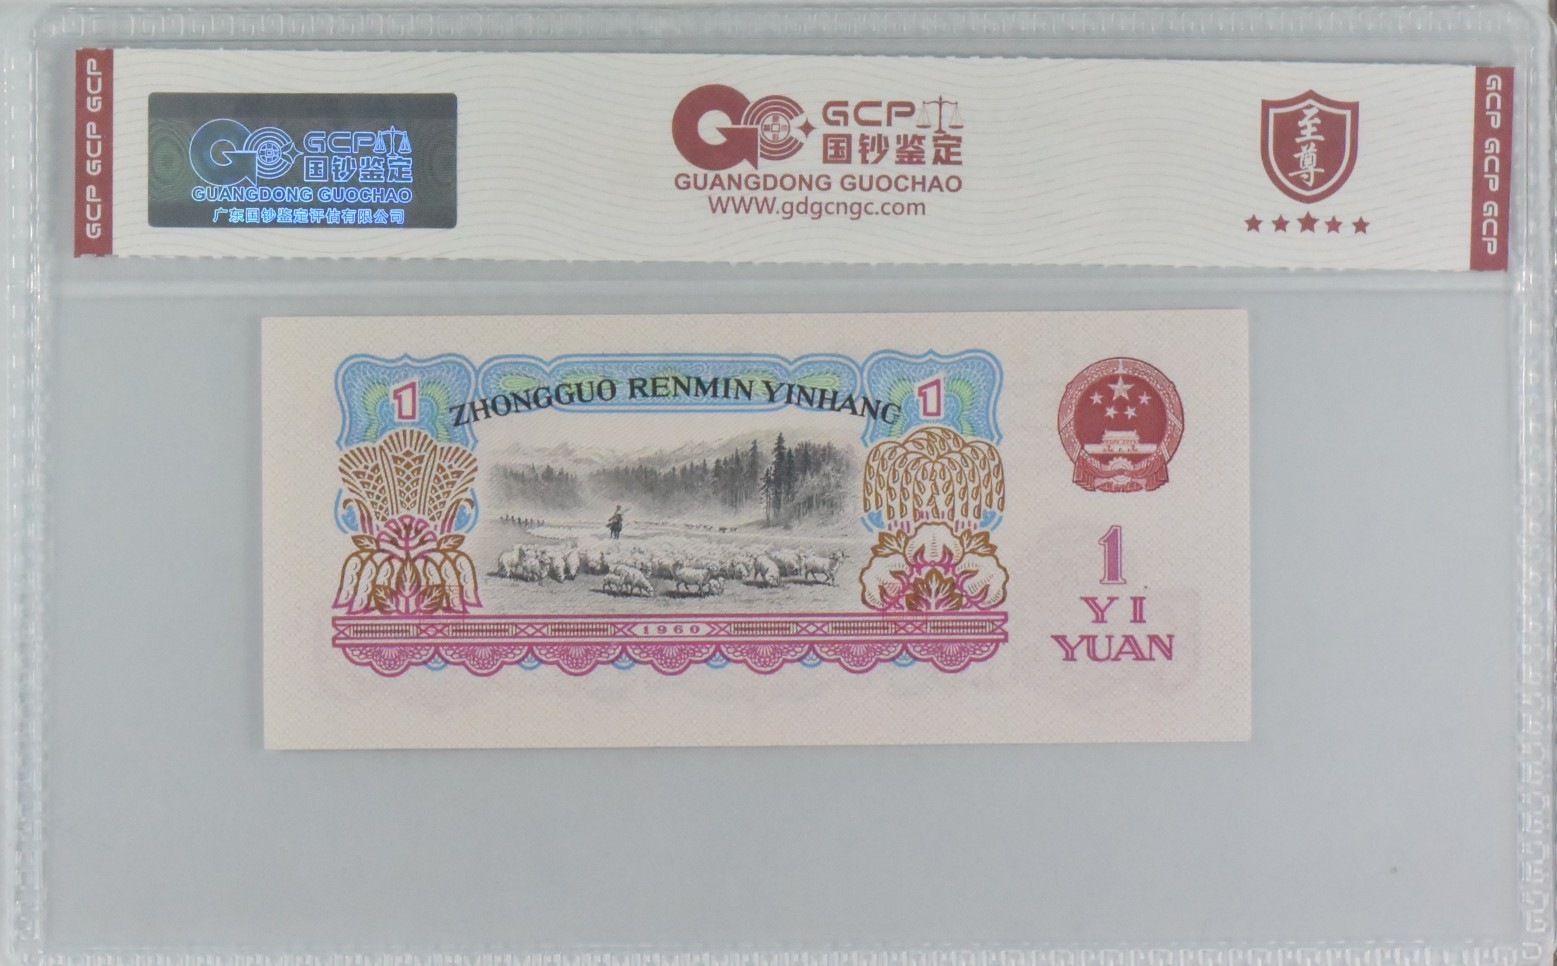 GCP GCP GCP
GCP
国钞鉴定
GUANGDONG GUOCHAO
广东国钞鉴定评估有限公司
GCP
国钞鉴定
GUANGDONG GUOCHAO
WWW.gdgcngc.com
至尊
GCP GCP GCP
1
ZHONGGUO RENMIN YINHANG
1
1960
1
YI
YUAN